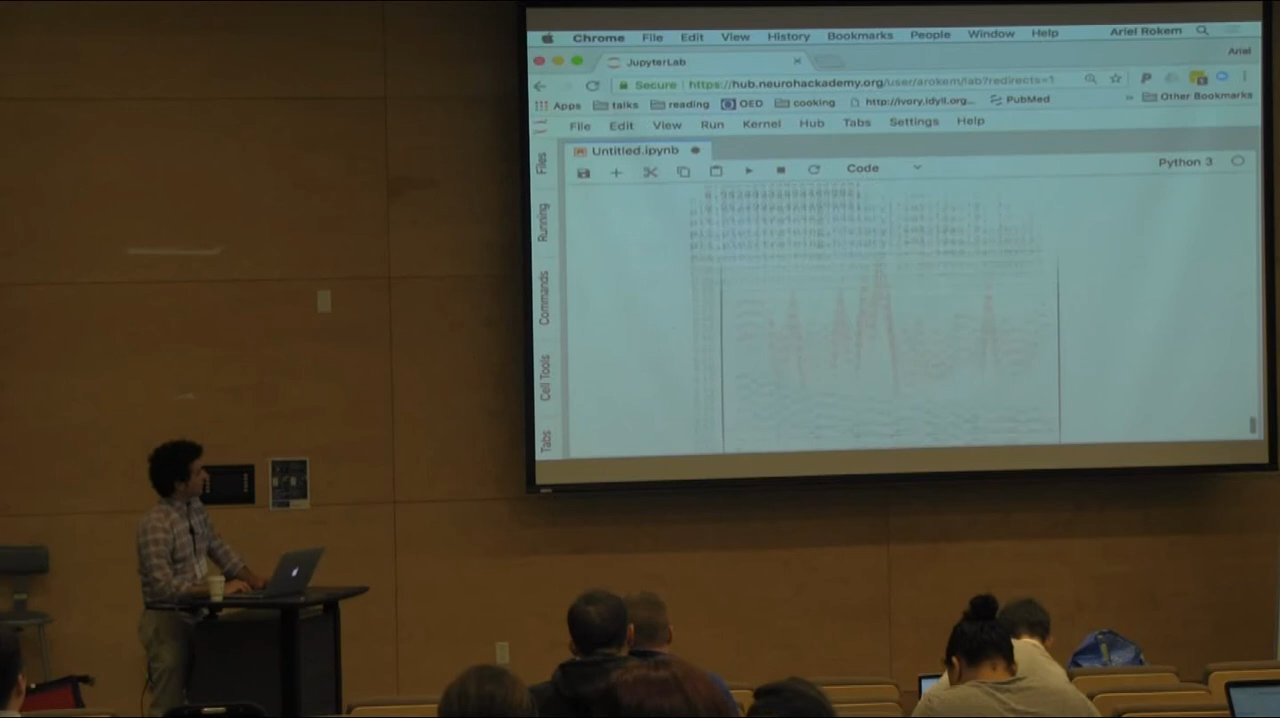 Chrome File Edit View History Bookmarks People Window Help Ariel Rokem
JupyterLab Ariel
Secure https://hub.neurohackademy.org/user/arokem/lab?redirects=1
Apps talks reading OED cooking http://ivory.idyll.org... PubMed » Other Bookmarks
File Edit View Run Kernel Hub Tabs Settings Help
Untitled.ipynb
Code Python 3
Files
Running
Commands
Cell Tools
Tabs